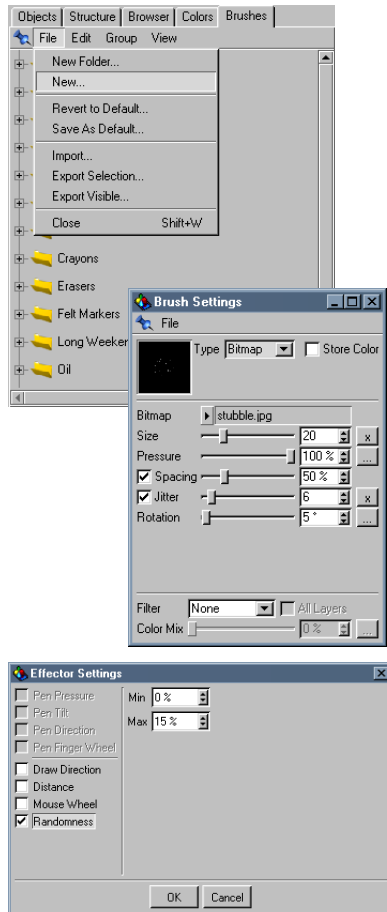 Objects Structure Browser Colors Brushes
File Edit Group View
New Folder...
New...
Revert to Default...
Save As Default...
Import...
Export Selection...
Export Visible...
Close Shift+W
Crayons
Erasers
Felt Markers
Long Weeker
Oil
Brush Settings
File
Type Bitmap Store Color
Bitmap stubble.jpg
Size 20 x
Pressure 100 % ...
Spacing 50 %
Jitter 6 x
Rotation 5 ° ...
Filter None All Layers
Color Mix 0 % ...
Effector Settings
Pen Pressure Min 0 %
Pen Tilt Max 15 %
Pen Direction
Pen Finger Wheel
Draw Direction
Distance
Mouse Wheel
Randomness
OK Cancel